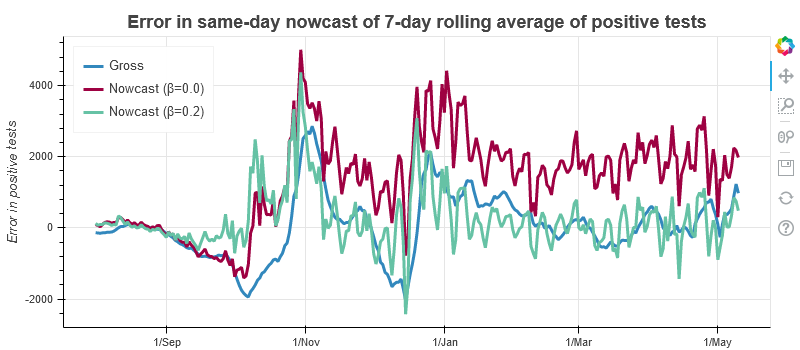 Error in same-day nowcast of 7-day rolling average of positive tests
Gross
Nowcast (β=0.0)
Nowcast (β=0.2)
Error in positive tests
4000
2000
0
-2000
1/Sep 1/Nov 1/Jan 1/Mar 1/May